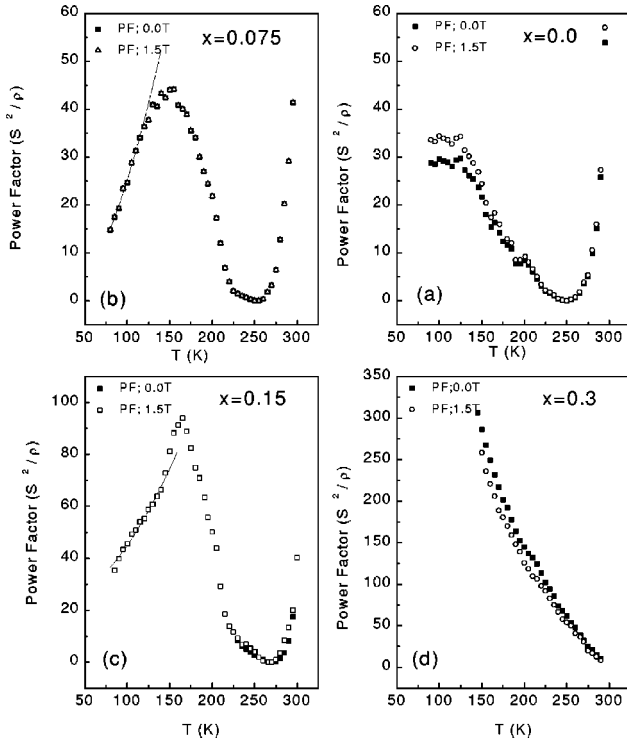 60
50
40
30
20
10
0
Power Factor (S² / ρ)
PF; 0.0T
PF; 1.5T
x=0.075
(b)
50 100 150 200 250 300
T (K)
60
50
40
30
20
10
0
Power Factor (S² / ρ)
PF; 0.0T
PF; 1.5T
x=0.0
(a)
50 100 150 200 250 300
T (K)
100
80
60
40
20
0
Power Factor (S² / ρ)
PF; 0.0T
PF; 1.5T
x=0.15
(c)
50 100 150 200 250 300
T (K)
350
300
250
200
150
100
50
0
Power Factor (S² / ρ)
PF;0.0T
PF;1.5T
x=0.3
(d)
50 100 150 200 250 300
T (K)